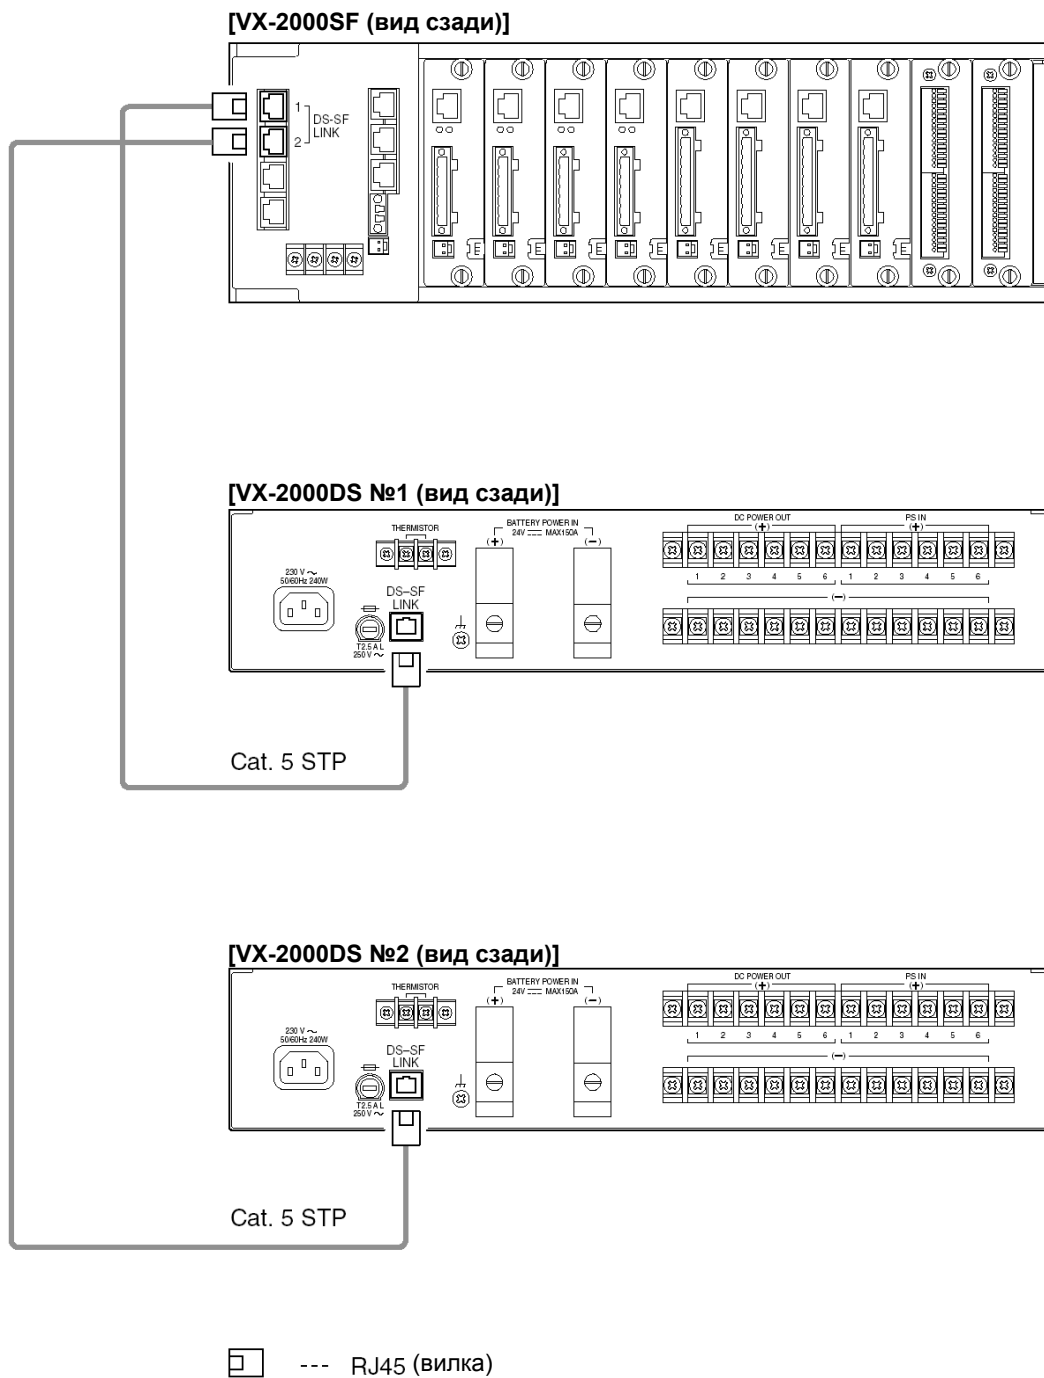 [VX-2000SF (вид сзади)]
1
DS-SF
LINK
2
[VX-2000DS №1 (вид сзади)]
THERMISTOR
BATTERY POWER IN
24V MAX150A
(+) (−)
DC POWER OUT
(+)
PS IN
(+)
230 V ~
50/60Hz 240W
DS–SF
LINK
T2.5 A L
250 V ~
1 2 3 4 5 6 1 2 3 4 5 6
(−)
Cat. 5 STP
[VX-2000DS №2 (вид сзади)]
THERMISTOR
BATTERY POWER IN
24V MAX150A
(+) (−)
DC POWER OUT
(+)
PS IN
(+)
230 V ~
50/60Hz 240W
DS–SF
LINK
T2.5 A L
250 V ~
1 2 3 4 5 6 1 2 3 4 5 6
(−)
Cat. 5 STP
--- RJ45 (вилка)